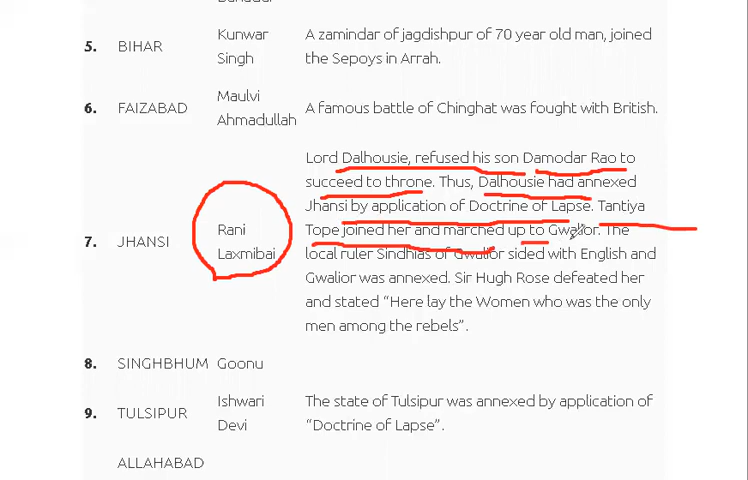 Kunwar
Singh
5. BIHAR
A zamindar of jagdishpur of 70 year old man, joined
the Sepoys in Arrah.
6. FAIZABAD
Maulvi
Ahmadullah
A famous battle of Chinghat was fought with British.
7. JHANSI
Rani
Laxmibai
Lord Dalhousie, refused his son Damodar Rao to
succeed to throne. Thus, Dalhousie had annexed
Jhansi by application of Doctrine of Lapse. Tantiya
Tope joined her and marched up to Gwalior. The
local ruler Sindhias of Gwalior sided with English and
Gwalior was annexed. Sir Hugh Rose defeated her
and stated “Here lay the Women who was the only
men among the rebels”.
8. SINGHBHUM Goonu
9. TULSIPUR
Ishwari
Devi
The state of Tulsipur was annexed by application of
“Doctrine of Lapse”.
ALLAHABAD